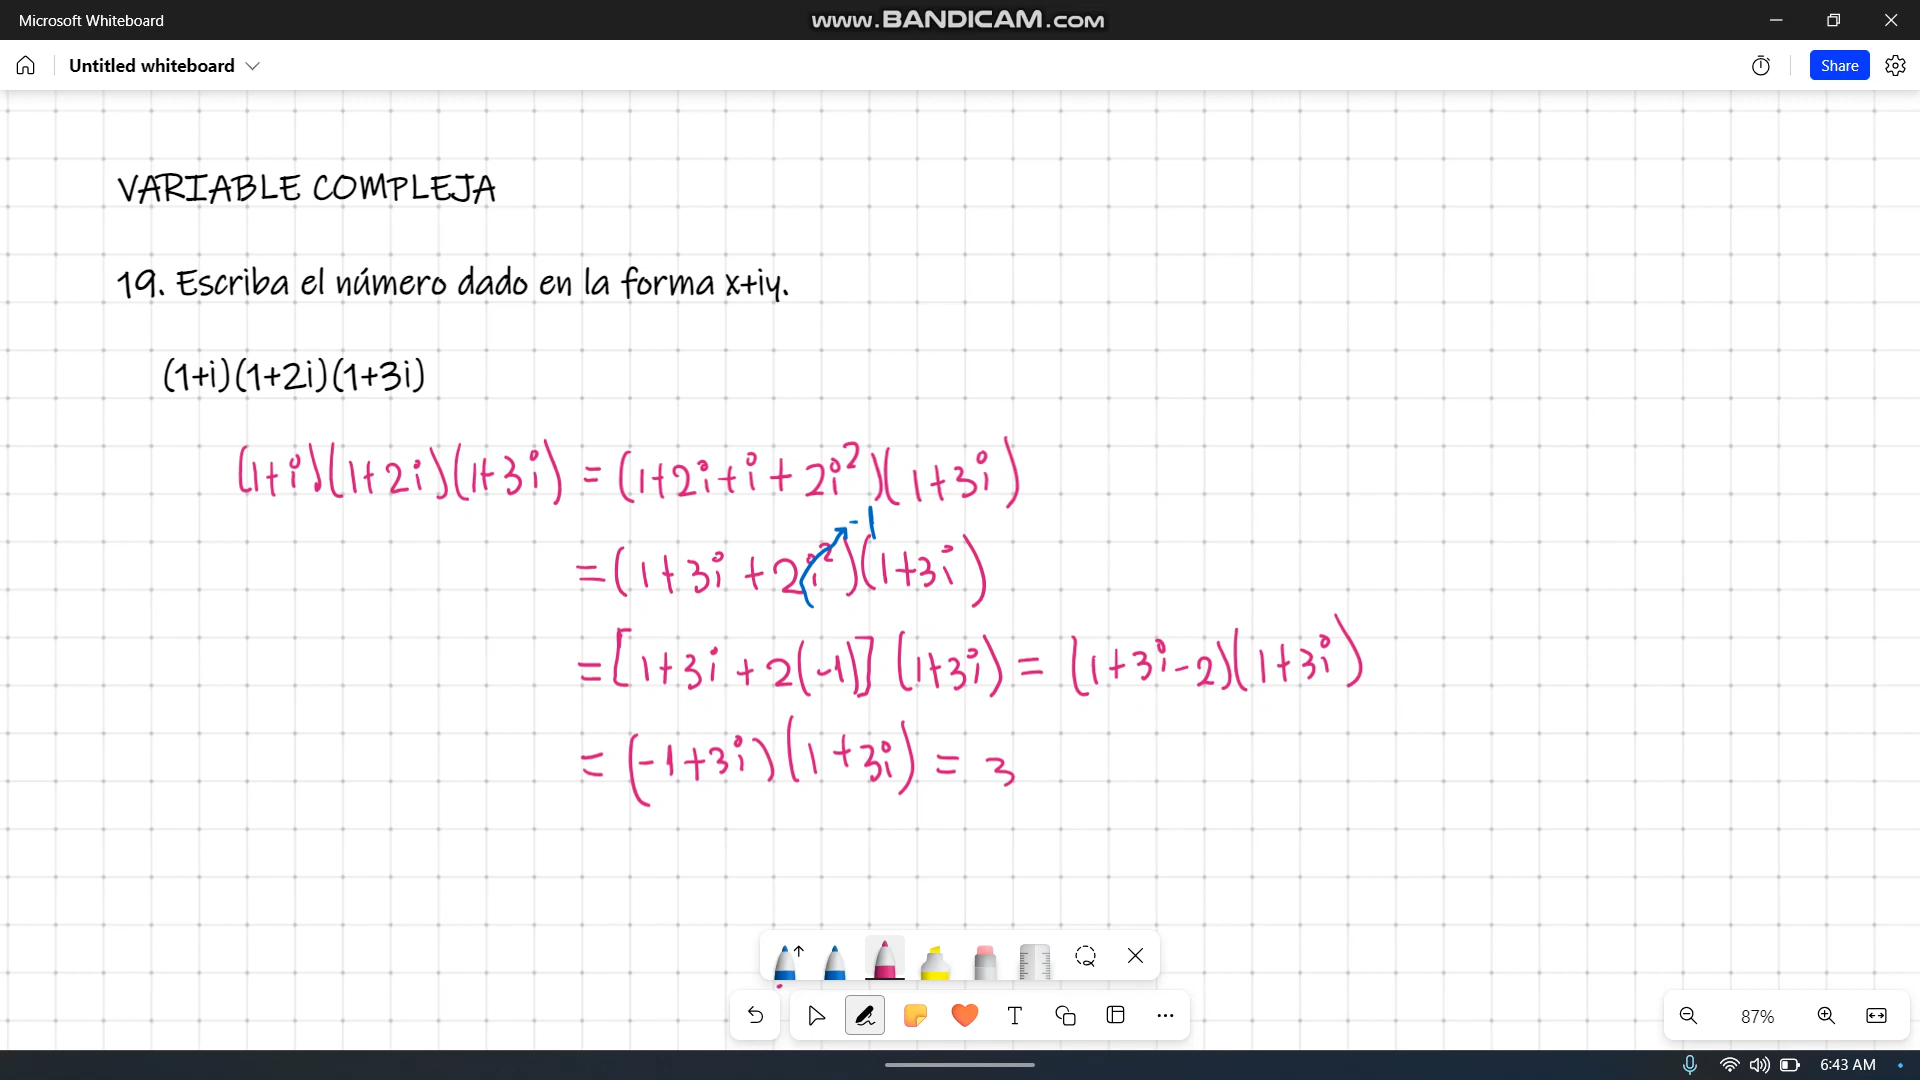 Microsoft Whiteboard
www.BANDICAM.com
Untitled whiteboard
Share
VARIABLE COMPLEJA
19. Escriba el número dado en la forma x+iy.
(1+i)(1+2i)(1+3i)
(1+i)(1+2i)(1+3i) = (1+2i+i+2i²)(1+3i)
-1
=(1+3i+2i²)(1+3i)
=[1+3i+2(-1)](1+3i) = (1+3i-2)(1+3i)
= (-1+3i)(1+3i) = 3
87%
6:43 AM